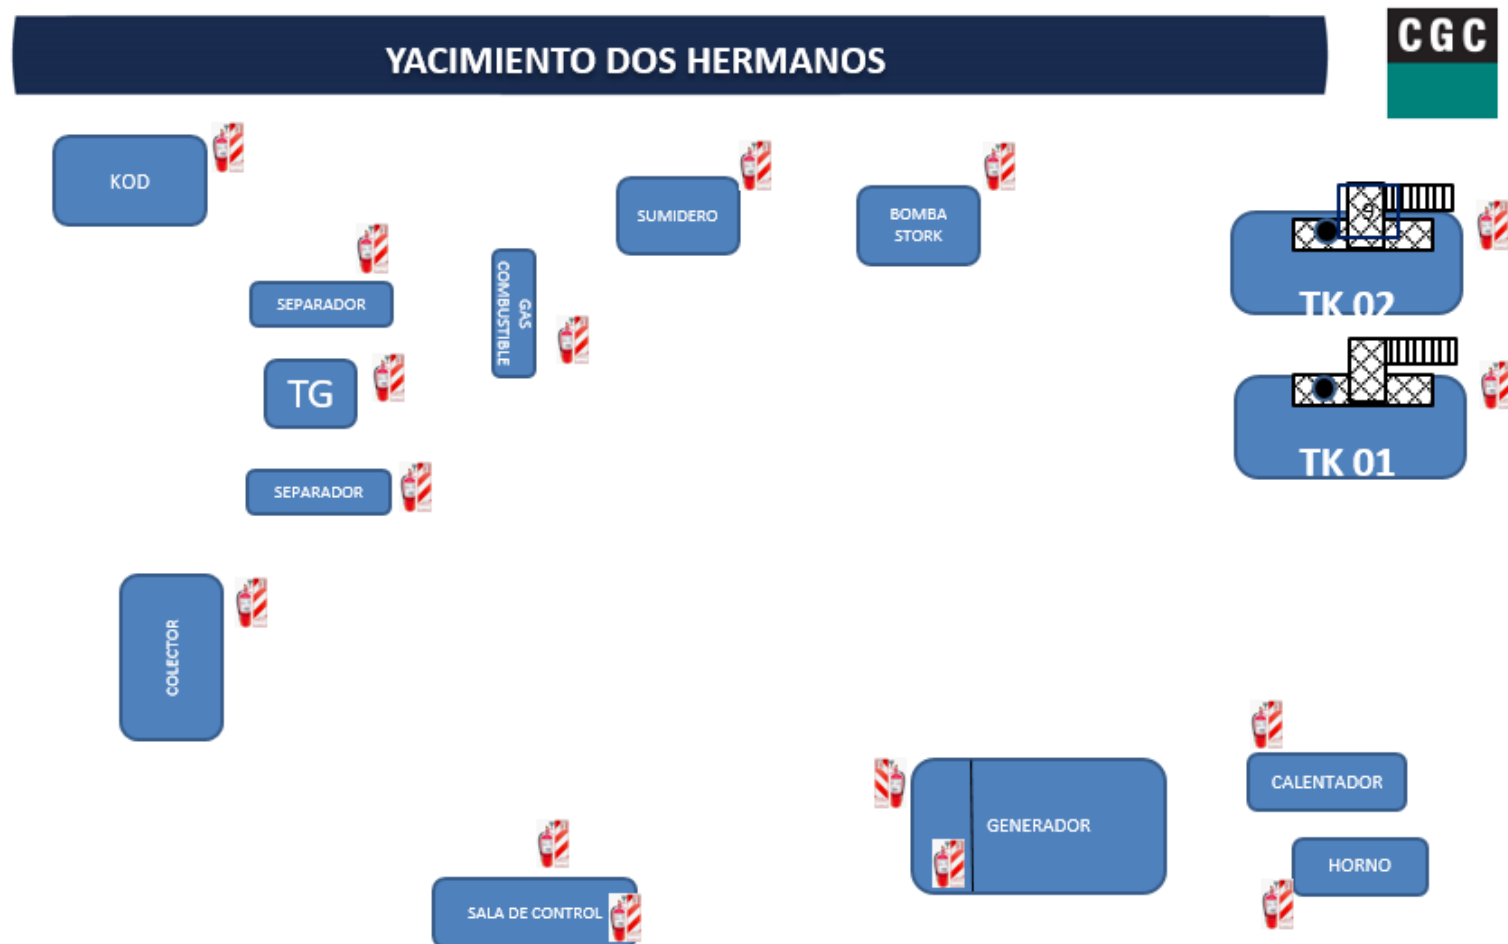 YACIMIENTO DOS HERMANOS
CGC
KOD
SUMIDERO
BOMBA
STORK
SEPARADOR
GAS
COMBUSTIBLE
TK 02
TG
TK 01
SEPARADOR
COLECTOR
CALENTADOR
GENERADOR
HORNO
SALA DE CONTROL